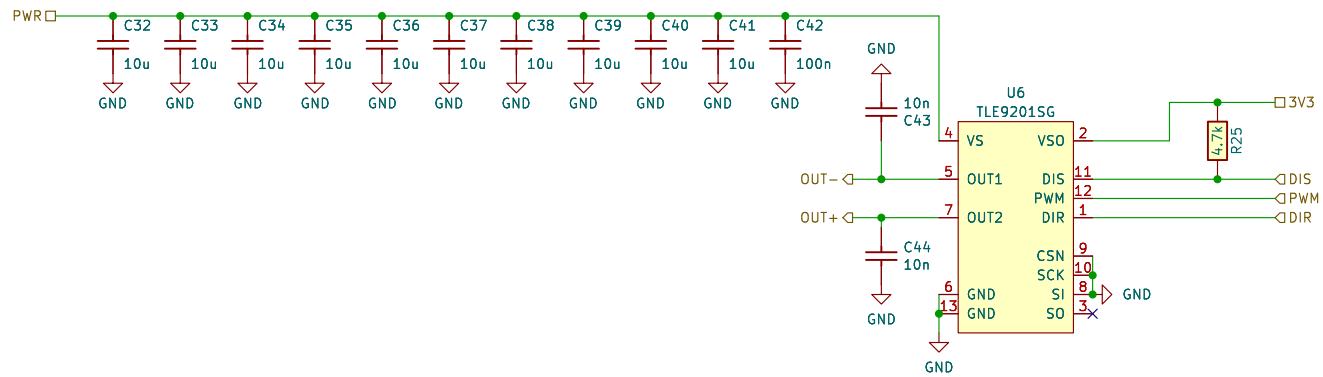 PWR
C32 C33 C34 C35 C36 C37 C38 C39 C40 C41 C42
10u 10u 10u 10u 10u 10u 10u 10u 10u 10u 100n
GND GND GND GND GND GND GND GND GND GND GND
GND
10n
C43
U6
TLE9201SG
3V3
4.7k
R25
4 VS VSO 2
OUT- 5 OUT1 DIS 11 DIS
PWM 12 PWM
OUT+ 7 OUT2 DIR 1 DIR
C44
10n
GND
CSN 9
SCK 10
6 GND SI 8 GND
13 GND SO 3
GND